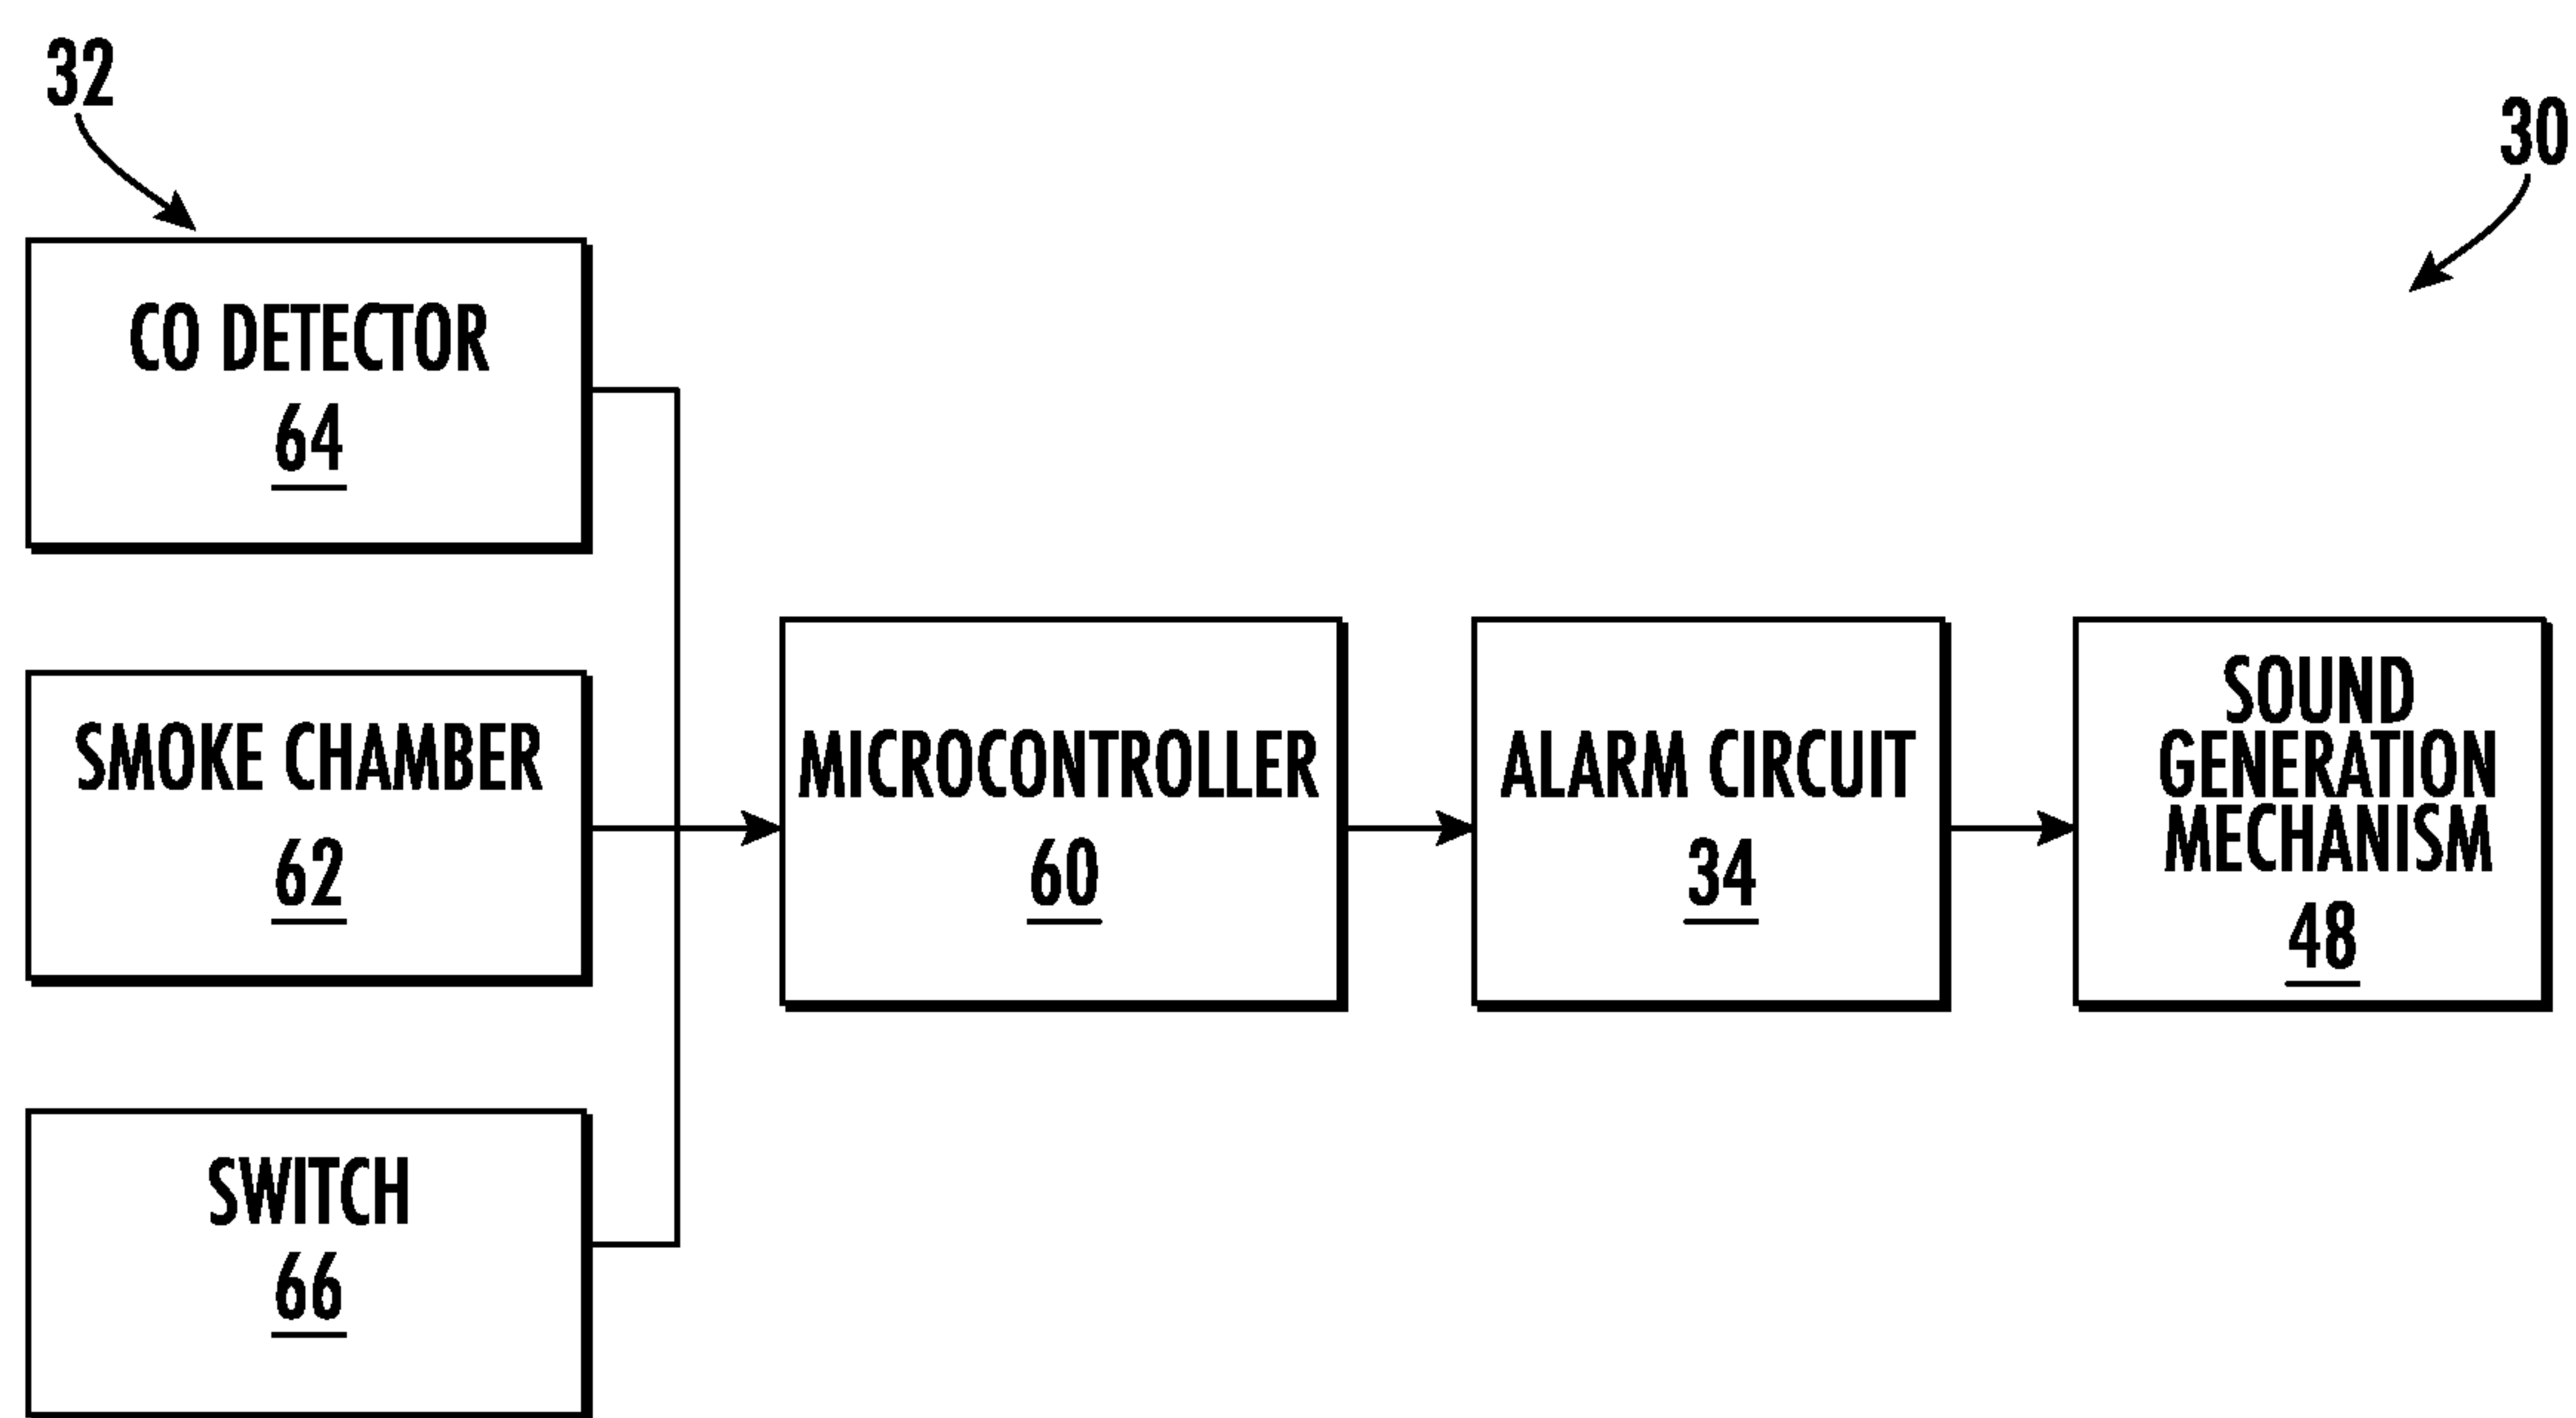 32
30
CO DETECTOR
64
SMOKE CHAMBER
62
SWITCH
66
MICROCONTROLLER
60
ALARM CIRCUIT
34
SOUND
GENERATION
MECHANISM
48